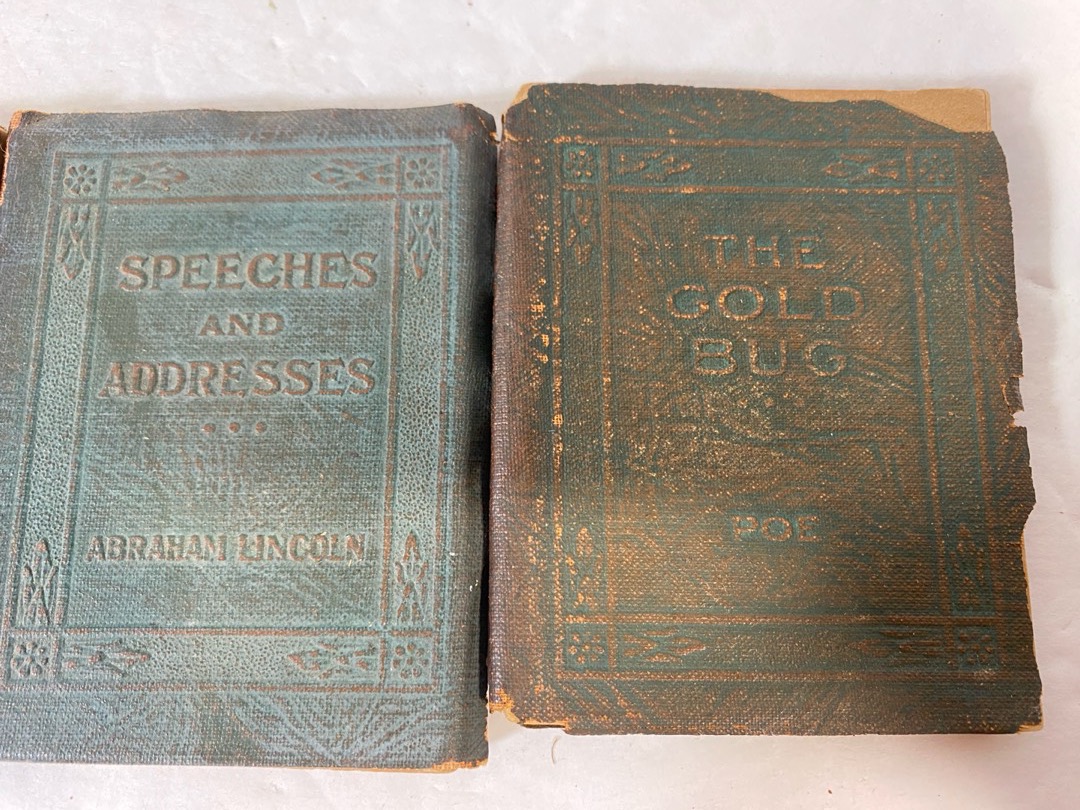 SPEECHES
AND
ADDRESSES
ABRAHAM LINCOLN
THE
GOLD
BUG
POE